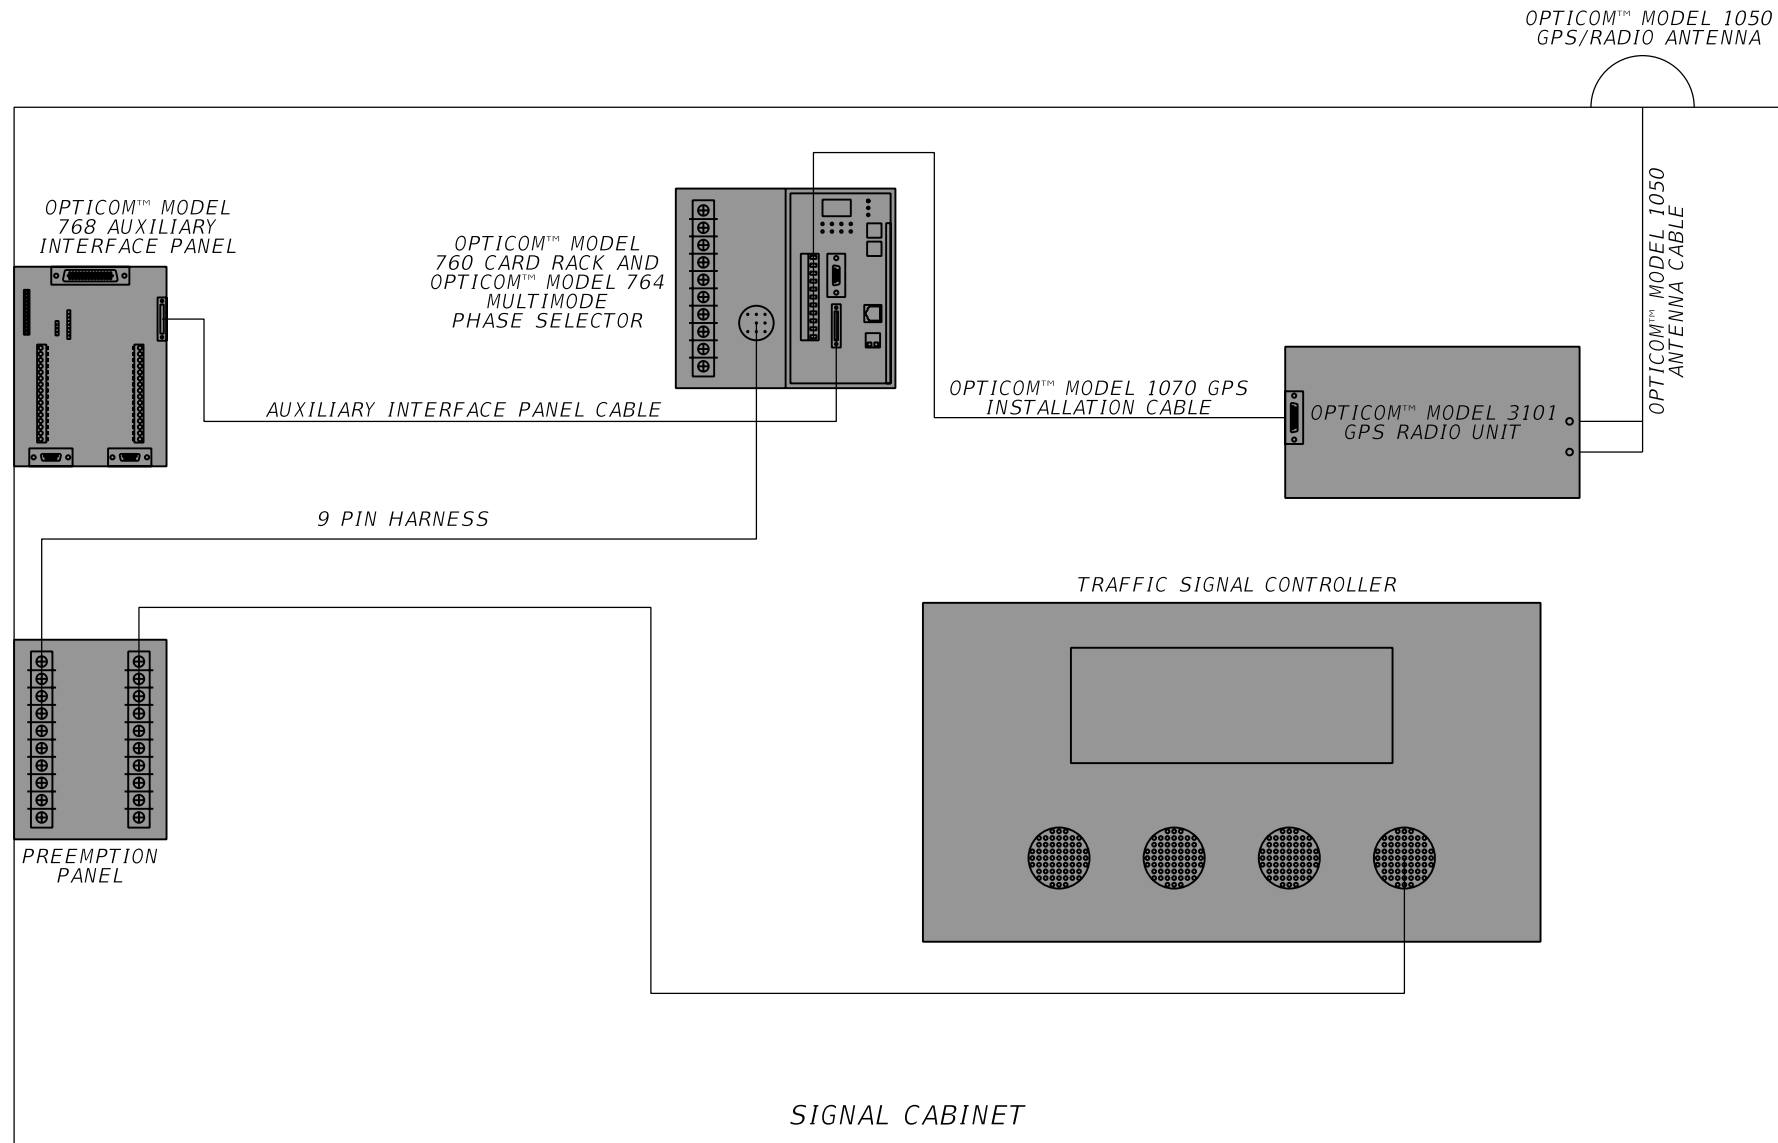 OPTICOM™ MODEL 1050
GPS/RADIO ANTENNA
OPTICOM™ MODEL
768 AUXILIARY
INTERFACE PANEL
OPTICOM™ MODEL
760 CARD RACK AND
OPTICOM™ MODEL 764
MULTIMODE
PHASE SELECTOR
OPTICOM™ MODEL 1050
ANTENNA CABLE
AUXILIARY INTERFACE PANEL CABLE
OPTICOM™ MODEL 1070 GPS
INSTALLATION CABLE
OPTICOM™ MODEL 3101
GPS RADIO UNIT
9 PIN HARNESS
TRAFFIC SIGNAL CONTROLLER
PREEMPTION
PANEL
SIGNAL CABINET